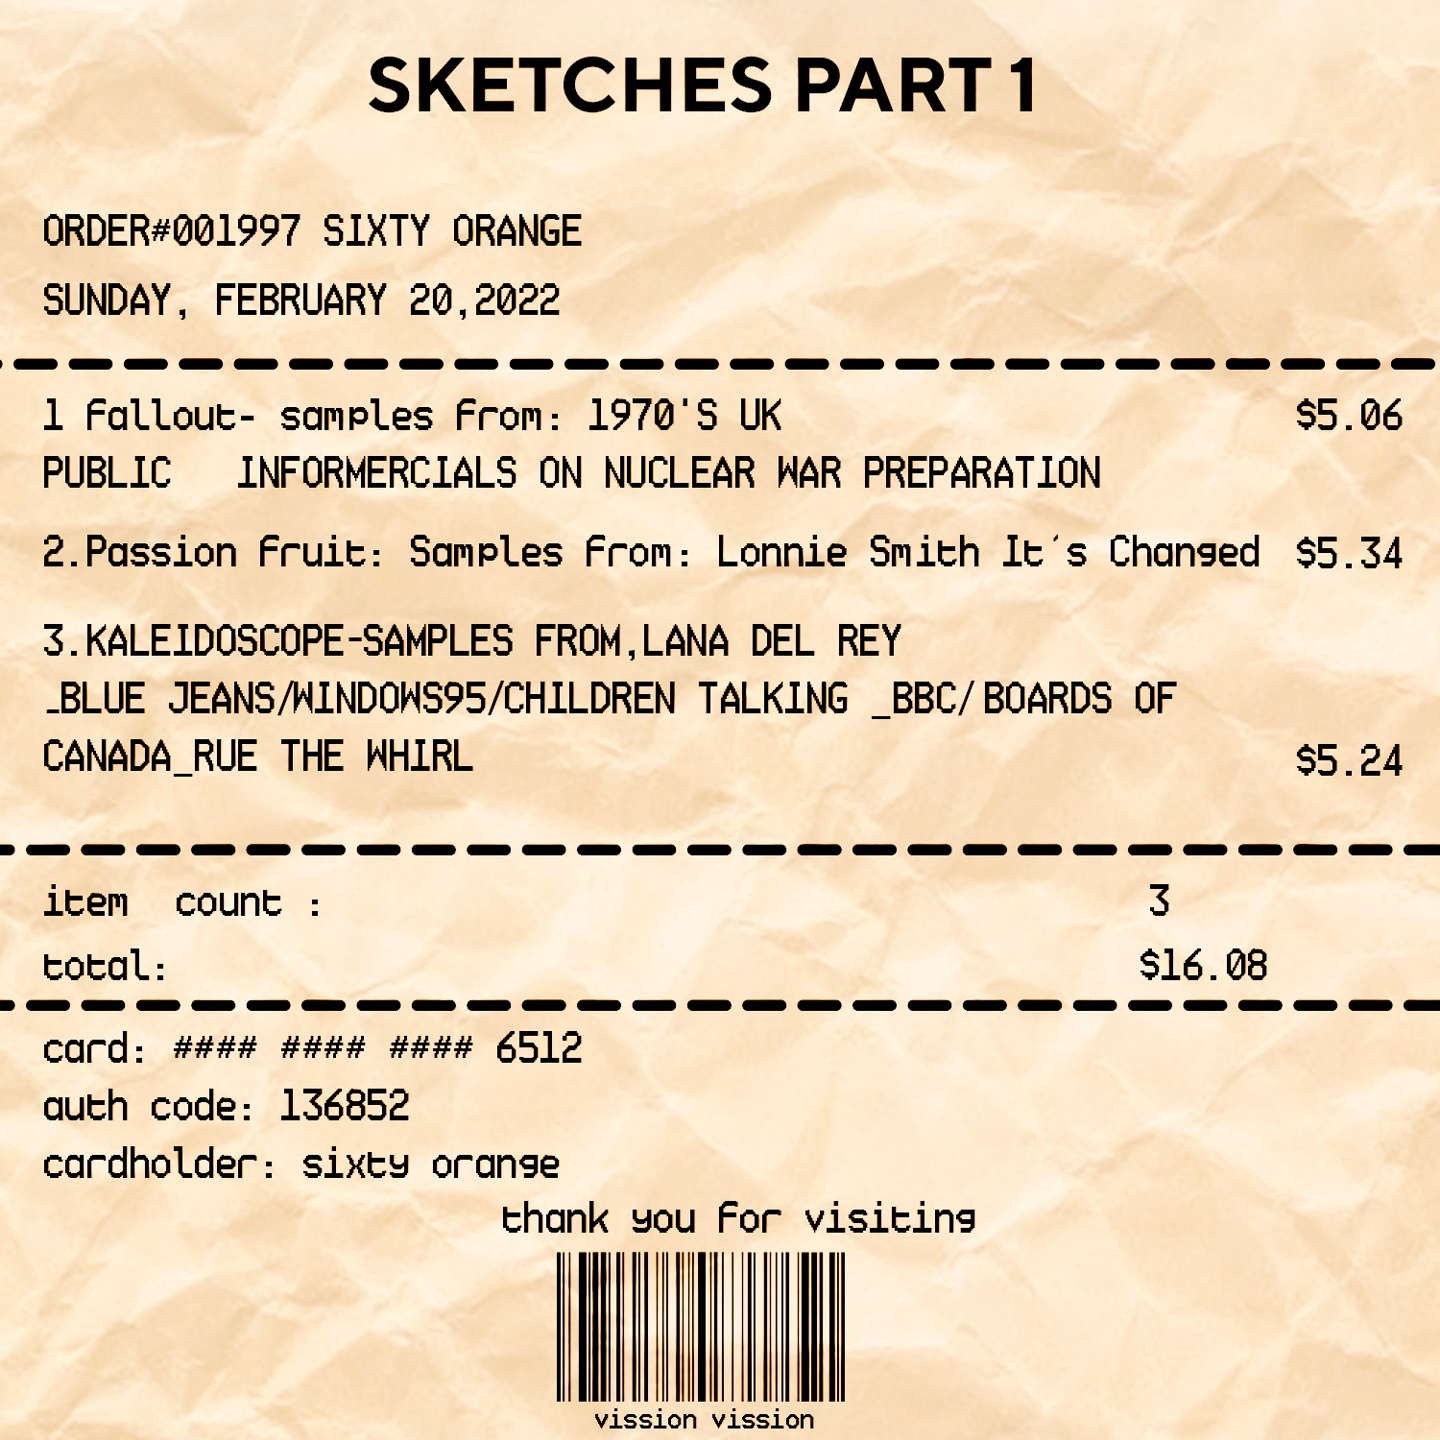 SKETCHES PART 1
ORDER#001997 SIXTY ORANGE
SUNDAY, FEBRUARY 20,2022
1 Fallout- samples from: 1970'S UK $5.06
PUBLIC INFORMERCIALS ON NUCLEAR WAR PREPARATION
2.Passion fruit: Samples from: Lonnie Smith It´s Changed $5.34
3.KALEIDOSCOPE-SAMPLES FROM,LANA DEL REY
_BLUE JEANS/WINDOWS95/CHILDREN TALKING _BBC/ BOARDS OF
CANADA_RUE THE WHIRL $5.24
item count : 3
total: $16.08
card: #### #### #### 6512
auth code: 136852
cardholder: sixty orange
thank you for visiting
vission vission